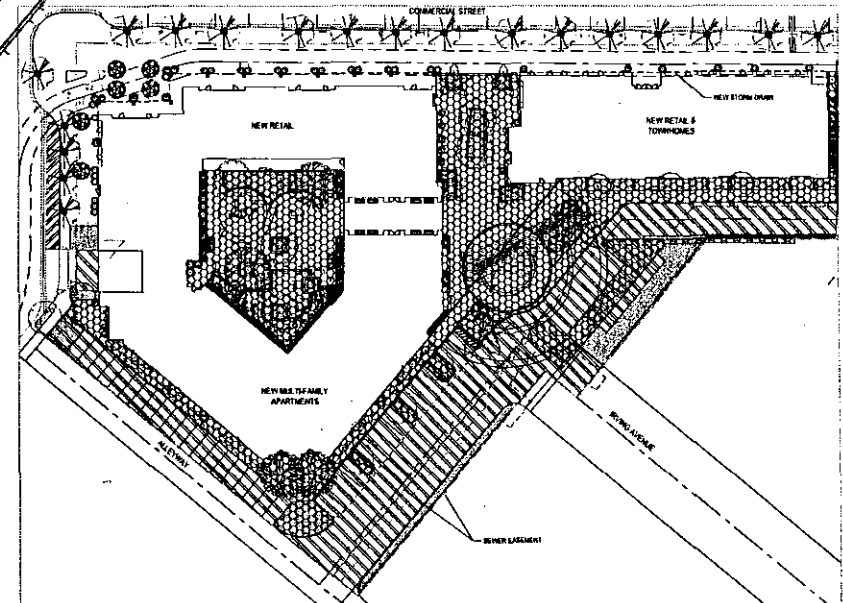 COMMERCIAL STREET
NEW STORM DRAIN
NEW RETAIL
NEW RETAIL &
TOWNHOMES
NEW MULTI-FAMILY
APARTMENTS
ALLEYWAY
IRVING AVENUE
SEWER EASEMENT